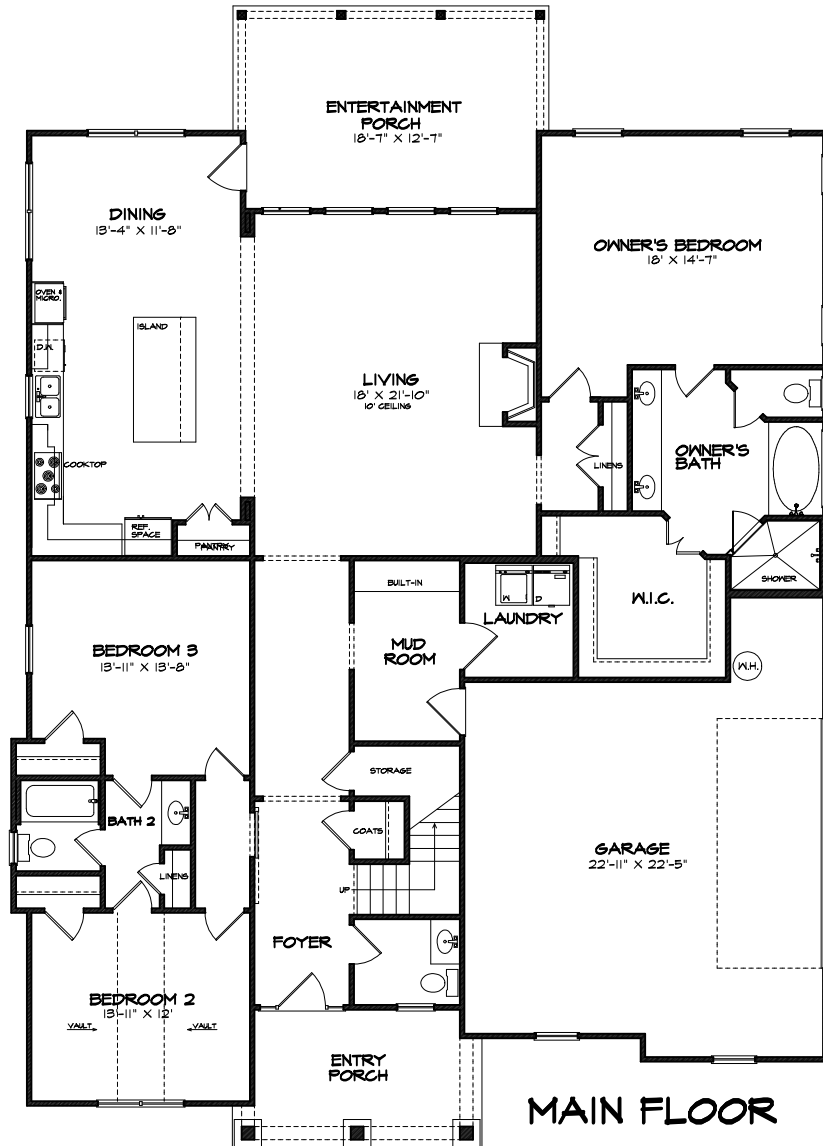 ENTERTAINMENT
PORCH
18'-7" X 12'-7"
DINING
13'-4" X 11'-8"
OWNER'S BEDROOM
18' X 14'-7"
OVEN &
MICRO.
D.W.
ISLAND
LIVING
18' X 21'-10"
10' CEILING
COOKTOP
LINENS
OWNER'S
BATH
REF.
SPACE
PANTRY
SHOWER
BUILT-IN
W
D
LAUNDRY
W.I.C.
MUD
ROOM
BEDROOM 3
13'-11" X 13'-8"
W.H.
STORAGE
BATH 2
COATS
GARAGE
22'-11" X 22'-5"
LINENS
UP
FOYER
BEDROOM 2
13'-11" X 12'
VAULT
VAULT
ENTRY
PORCH
MAIN FLOOR